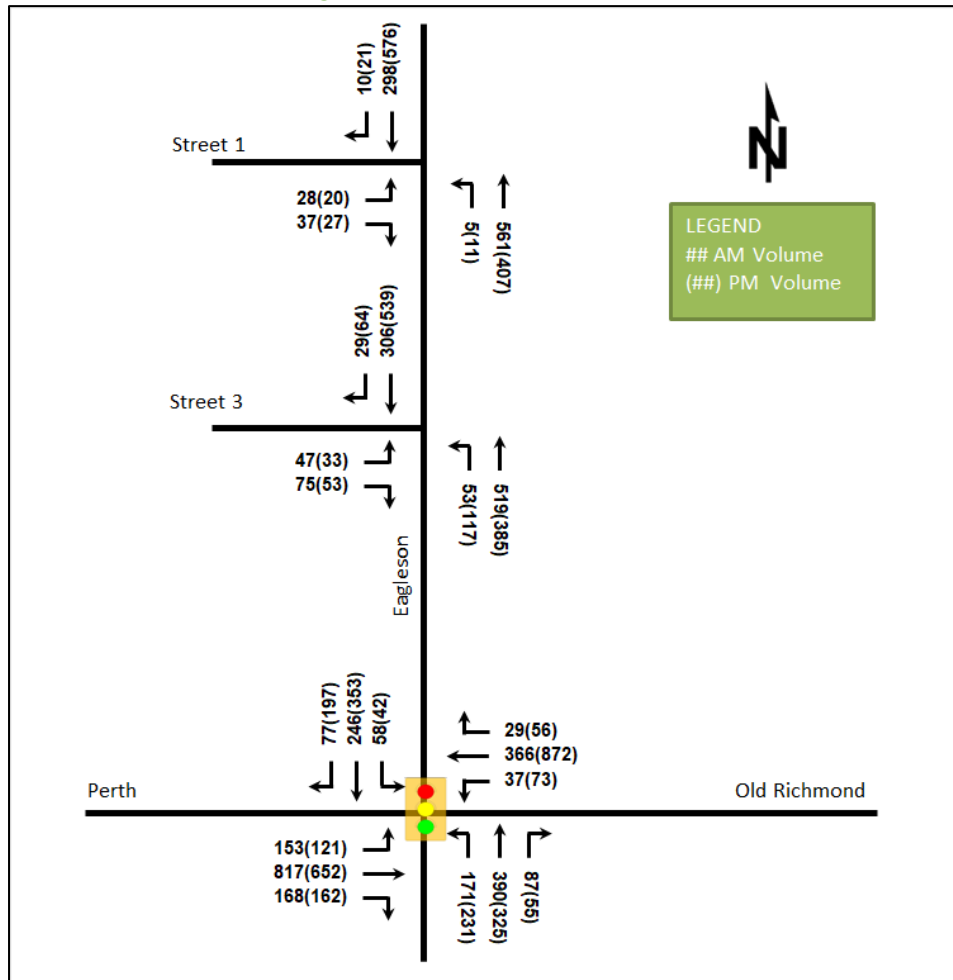 10(21)
298(576)
Street 1
28(20)
37(27)
5(11)
561(407)
N
LEGEND
## AM Volume
(##) PM Volume
29(64)
306(539)
Street 3
47(33)
75(53)
53(117)
519(385)
Eagleson
77(197)
246(353)
58(42)
29(56)
366(872)
37(73)
Perth
Old Richmond
153(121)
817(652)
168(162)
171(231)
390(325)
87(55)